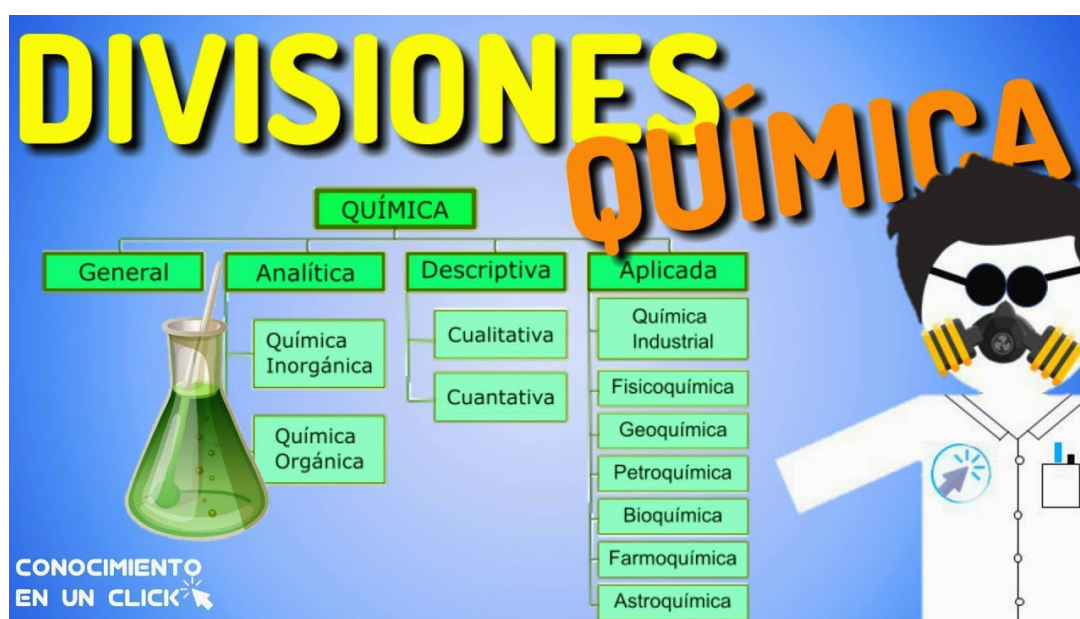 DIVISIONES
QUÍMICA
QUÍMICA
General
Analítica
Descriptiva
Aplicada
Química
Inorgánica
Química
Orgánica
Cualitativa
Cuantativa
Química
Industrial
Fisicoquímica
Geoquímica
Petroquímica
Bioquímica
Farmoquímica
Astroquímica
CONOCIMIENTO
EN UN CLICK